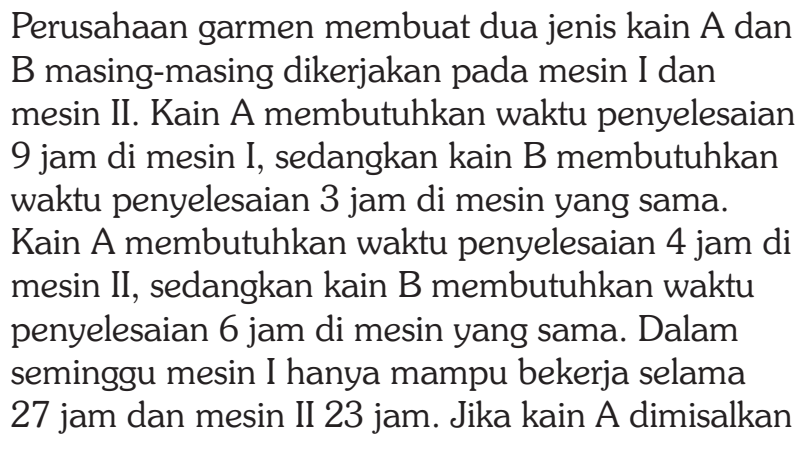 Perusahaan garmen membuat dua jenis kain A dan
B masing-masing dikerjakan pada mesin I dan
mesin II. Kain A membutuhkan waktu penyelesaian
9 jam di mesin I, sedangkan kain B membutuhkan
waktu penyelesaian 3 jam di mesin yang sama.
Kain A membutuhkan waktu penyelesaian 4 jam di
mesin II, sedangkan kain B membutuhkan waktu
penyelesaian 6 jam di mesin yang sama. Dalam
seminggu mesin I hanya mampu bekerja selama
27 jam dan mesin II 23 jam. Jika kain A dimisalkan